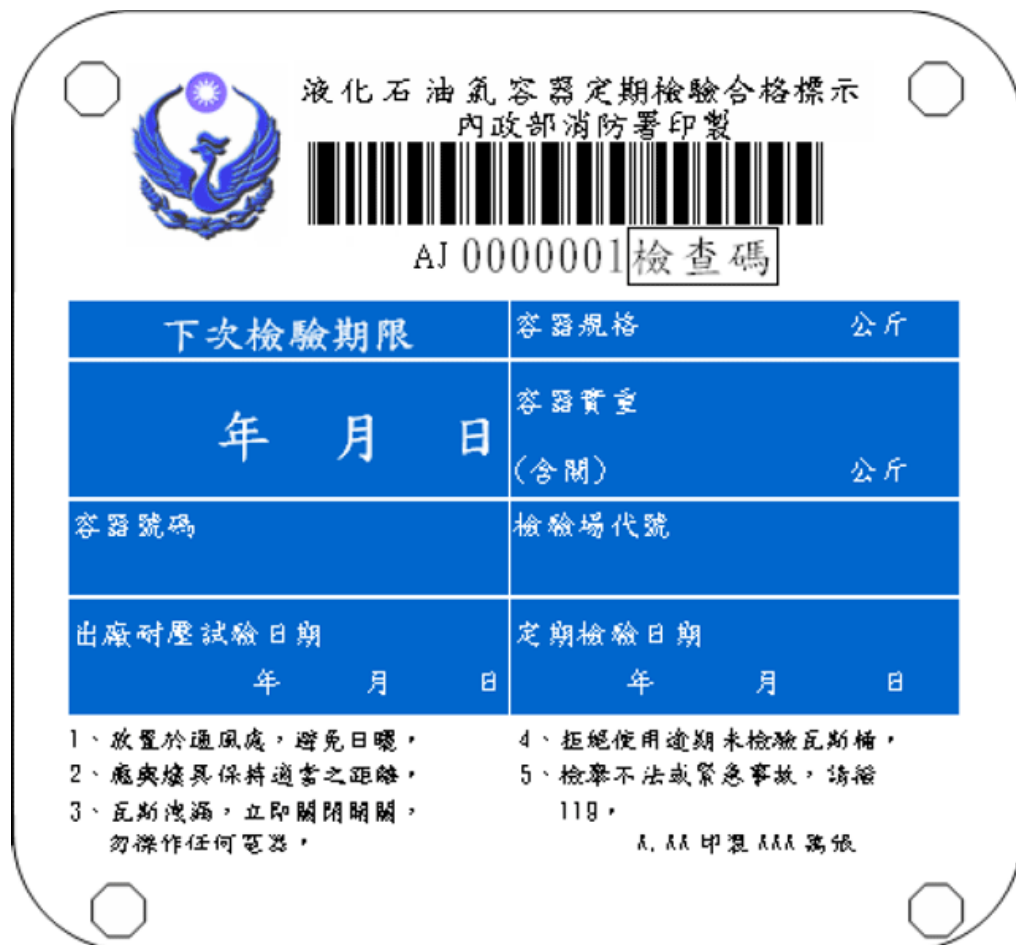 液化石油氣容器定期檢驗合格標示
內政部消防署印製
AJ 0000001 檢查碼
下次檢驗期限
容器規格 公斤
年 月 日
容器實重
(含閥) 公斤
容器號碼
檢驗場代號
出廠耐壓試驗日期
年 月 日
定期檢驗日期
年 月 日
1、放置於通風處，避免日曬，
2、應與爐具保持適當之距離，
3、瓦斯洩漏，立即關閉開關，
勿操作任何電器，
4、拒絕使用逾期未檢驗瓦斯桶，
5、檢舉不法或緊急事故，請撥
119，
A.AA 印製 AAA 萬張